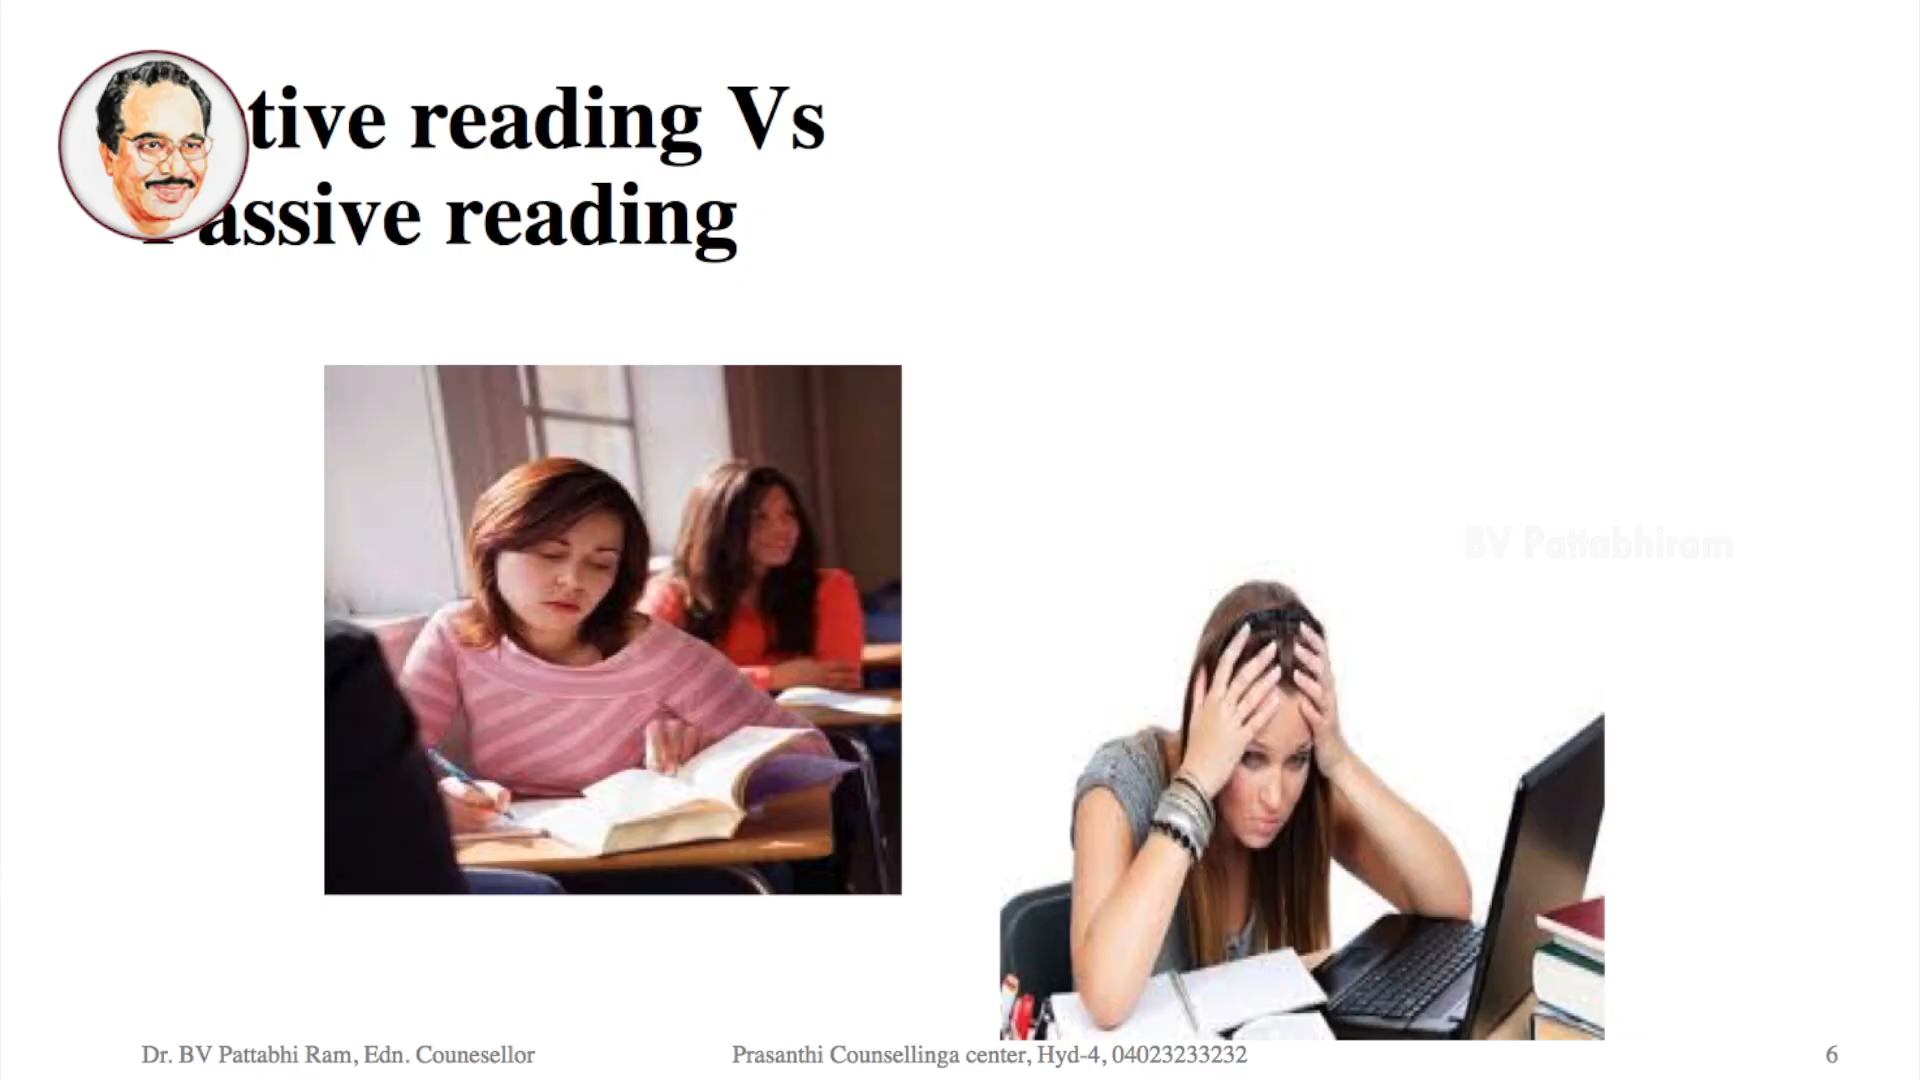 tive reading Vs
Passive reading
BV Pattabhiram
Dr. BV Pattabhi Ram, Edn. Counesellor
Prasanthi Counsellinga center, Hyd-4, 04023233232
6